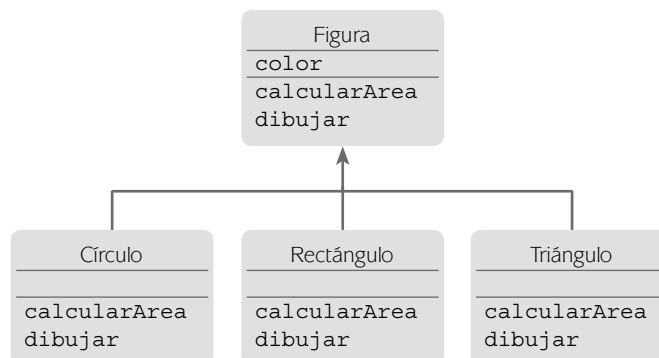 Figura
color
calcularArea
dibujar
Círculo
calcularArea
dibujar
Rectángulo
calcularArea
dibujar
Triángulo
calcularArea
dibujar